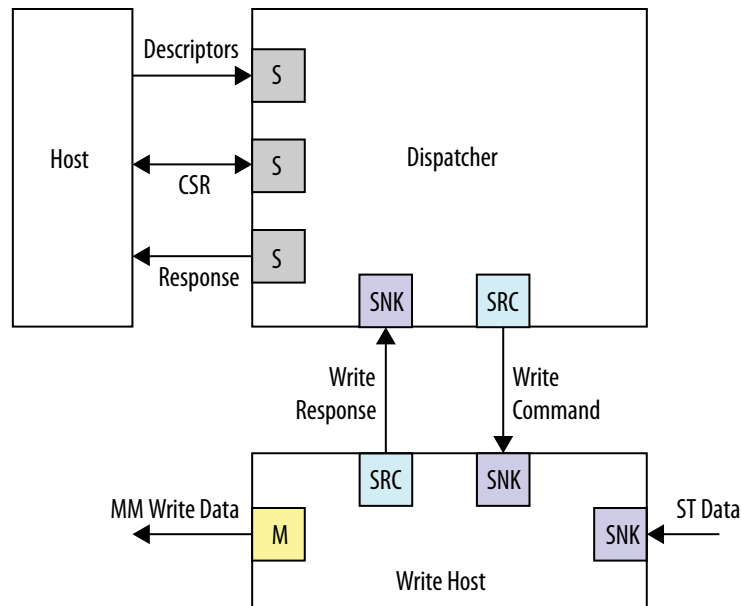 Descriptors
S
Host
S
Dispatcher
CSR
S
Response
SNK
SRC
Write
Response
Write
Command
SRC
SNK
MM Write Data
M
SNK
ST Data
Write Host